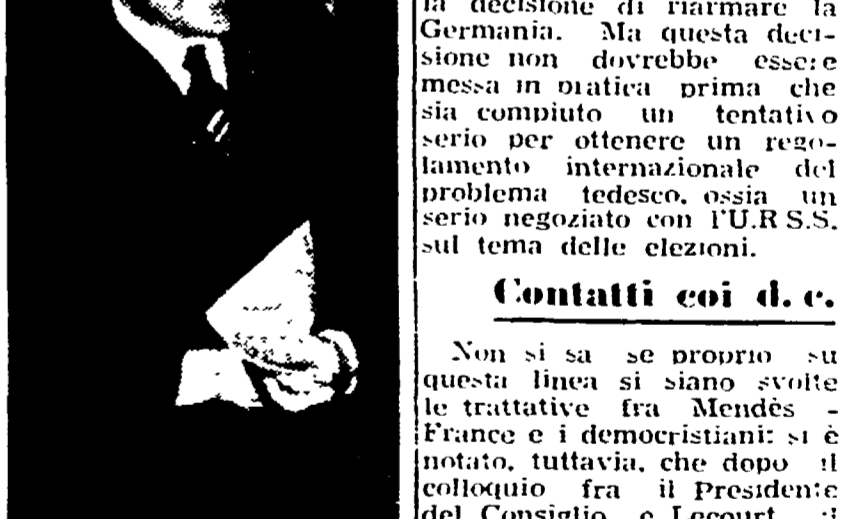 la decisione di riarmare la
Germania. Ma questa deci-
sione non dovrebbe essere
messa in pratica prima che
sia compiuto un tentativo
serio per ottenere un rego-
lamento internazionale del
problema tedesco, ossia un
serio negoziato con l'U.R.S.S.
sul tema delle elezioni.
Contatti coi d. c.
Non si sa se proprio su
questa linea si siano svolte
le trattative fra Mendès -
France e i democristiani: si è
notato, tuttavia, che dopo il
colloquio fra il Presidente
del Consiglio e Lecourt, il